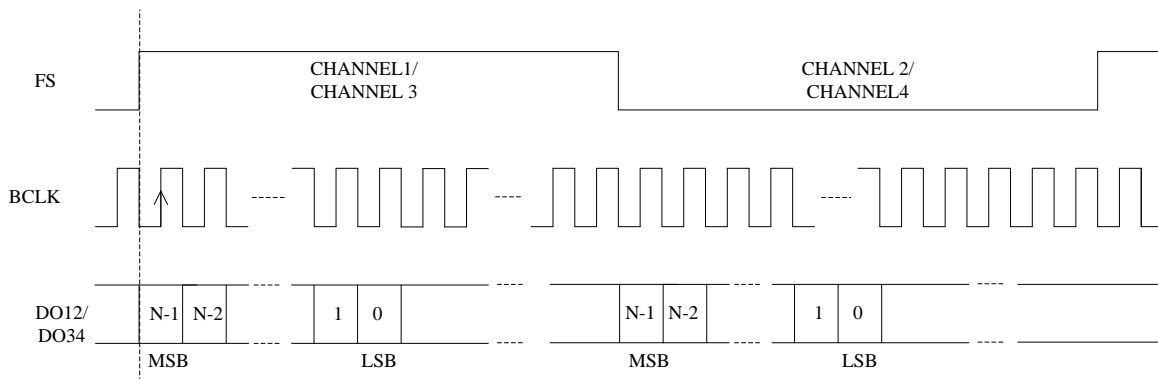 FS
CHANNEL1/
CHANNEL 3
CHANNEL 2/
CHANNEL4
BCLK
DO12/
DO34
N-1 N-2 1 0 N-1 N-2 1 0
MSB LSB MSB LSB